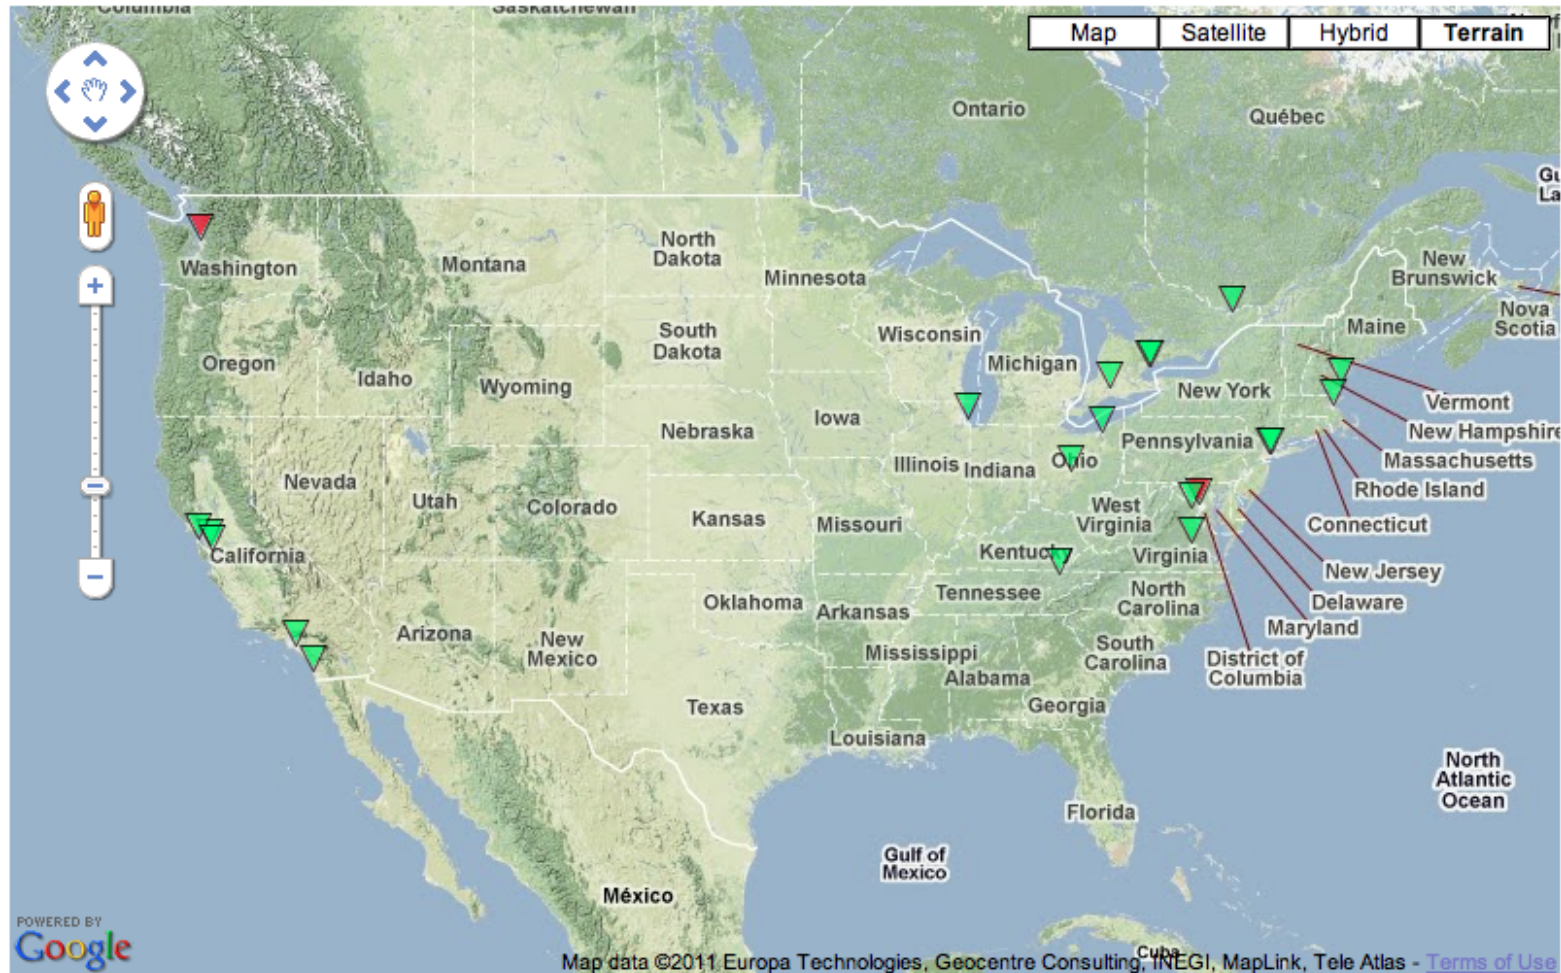 Columbia
Saskatchewan
Map
Satellite
Hybrid
Terrain
Ontario
Québec
Washington
Montana
North
Dakota
Minnesota
New
Brunswick
Nova
Scotia
Maine
Oregon
Idaho
Wyoming
South
Dakota
Wisconsin
Michigan
New York
Vermont
New Hampshire
Massachusetts
Rhode Island
Connecticut
New Jersey
Delaware
Maryland
District of
Columbia
Nevada
Utah
Colorado
Nebraska
Iowa
Illinois
Indiana
Ohio
Pennsylvania
California
Kansas
Missouri
West
Virginia
Kentucky
Virginia
Arizona
New
Mexico
Oklahoma
Arkansas
Tennessee
North
Carolina
Mississippi
Alabama
South
Carolina
Georgia
Texas
Louisiana
Florida
North
Atlantic
Ocean
Gulf of
Mexico
México
Cuba
POWERED BY
Google
Map data ©2011 Europa Technologies, Geocentre Consulting, INEGI, MapLink, Tele Atlas - Terms of Use